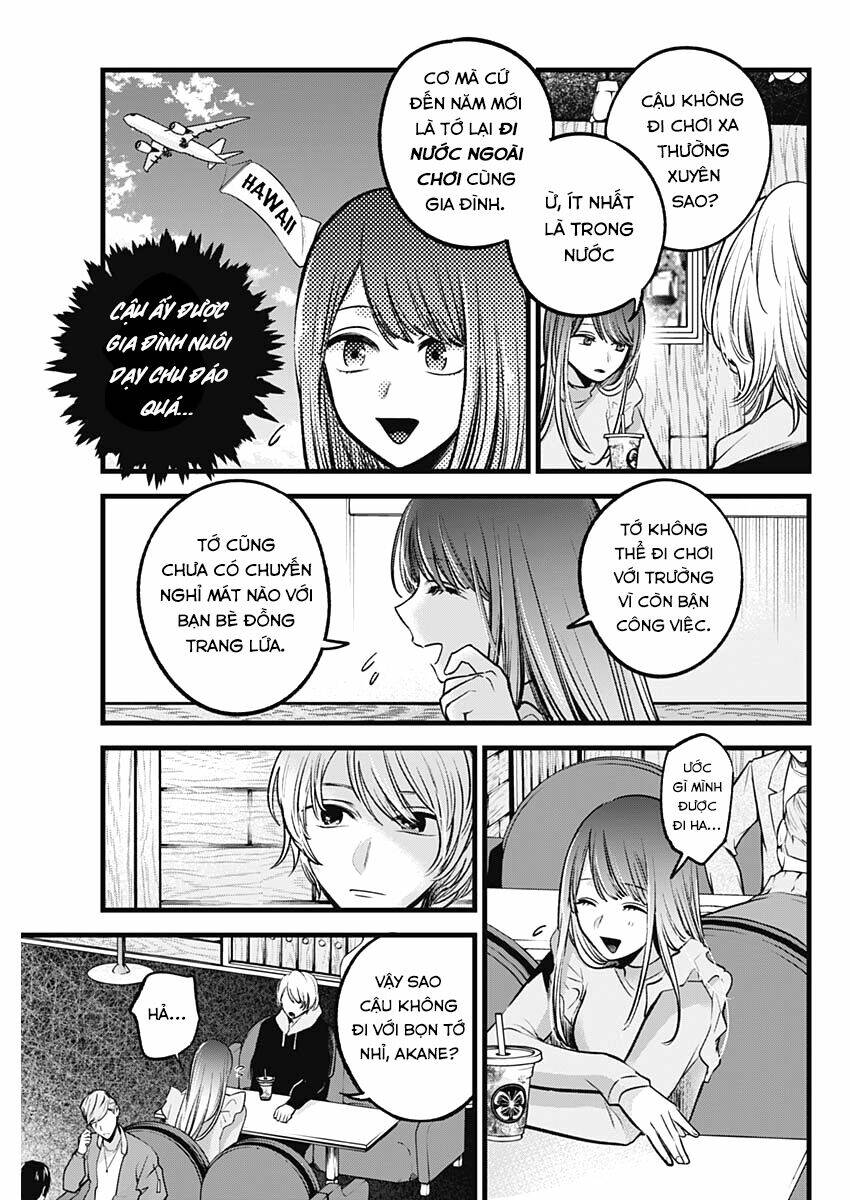 CẬU KHÔNG
ĐI CHƠI XA
THƯỜNG
XUYÊN
SAO?
Ừ, ÍT NHẤT
LÀ TRONG
NƯỚC
CƠ MÀ CỨ
ĐẾN NĂM MỚI
LÀ TỚ LẠI ĐI
NƯỚC NGOÀI
CHƠI CÙNG
GIA ĐÌNH.
HAWAII
CẬU ẤY ĐƯỢC
GIA ĐÌNH NUÔI
DẠY CHU ĐÁO
QUÁ...
TỚ KHÔNG
THỂ ĐI CHƠI
VỚI TRƯỜNG
VÌ CÒN BẬN
CÔNG VIỆC.
TỚ CŨNG
CHƯA CÓ CHUYẾN
NGHỈ MÁT NÀO VỚI
BẠN BÈ ĐỒNG
TRANG LỨA.
ƯỚC
GÌ MÌNH
ĐƯỢC
ĐI HA...
VẬY SAO
CẬU KHÔNG
ĐI VỚI BỌN TỚ
NHỈ, AKANE?
HẢ...